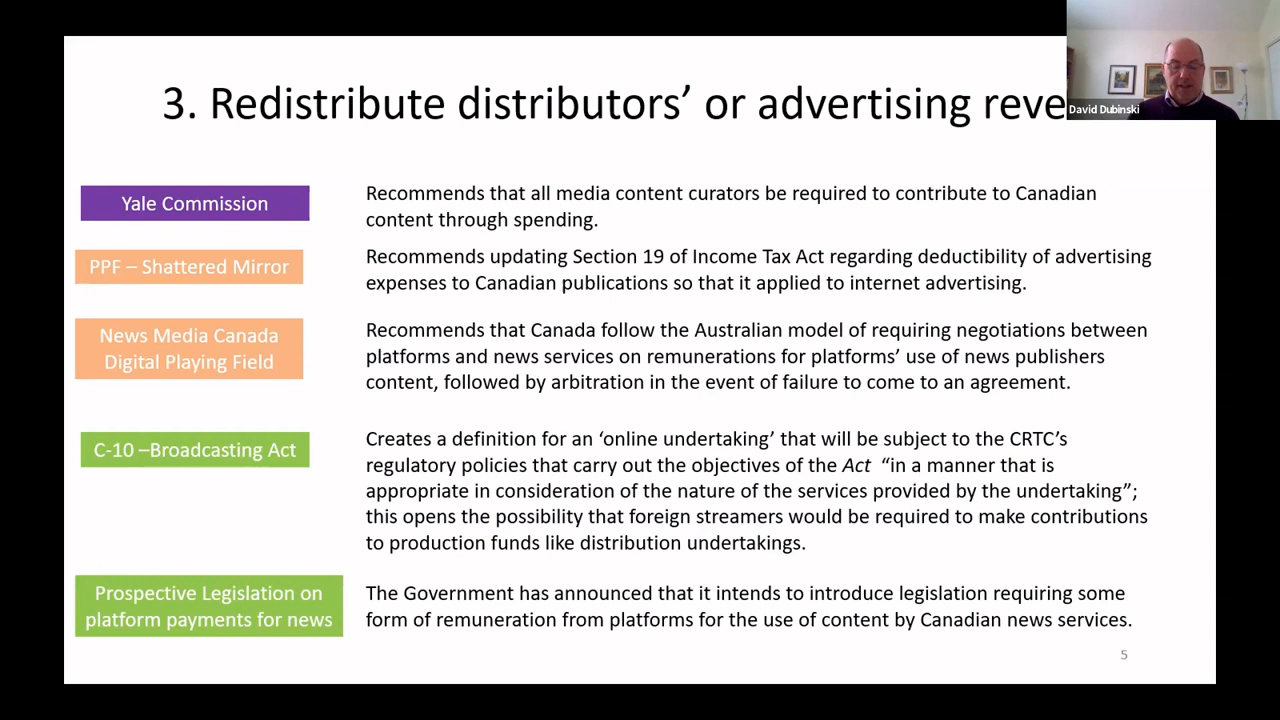 3. Redistribute distributors’ or advertising reve
David Dubinski
Yale Commission
Recommends that all media content curators be required to contribute to Canadian
content through spending.
PPF – Shattered Mirror
Recommends updating Section 19 of Income Tax Act regarding deductibility of advertising
expenses to Canadian publications so that it applied to internet advertising.
News Media Canada
Digital Playing Field
Recommends that Canada follow the Australian model of requiring negotiations between
platforms and news services on remunerations for platforms’ use of news publishers
content, followed by arbitration in the event of failure to come to an agreement.
C-10 –Broadcasting Act
Creates a definition for an ‘online undertaking’ that will be subject to the CRTC’s
regulatory policies that carry out the objectives of the Act “in a manner that is
appropriate in consideration of the nature of the services provided by the undertaking”;
this opens the possibility that foreign streamers would be required to make contributions
to production funds like distribution undertakings.
Prospective Legislation on
platform payments for news
The Government has announced that it intends to introduce legislation requiring some
form of remuneration from platforms for the use of content by Canadian news services.
5